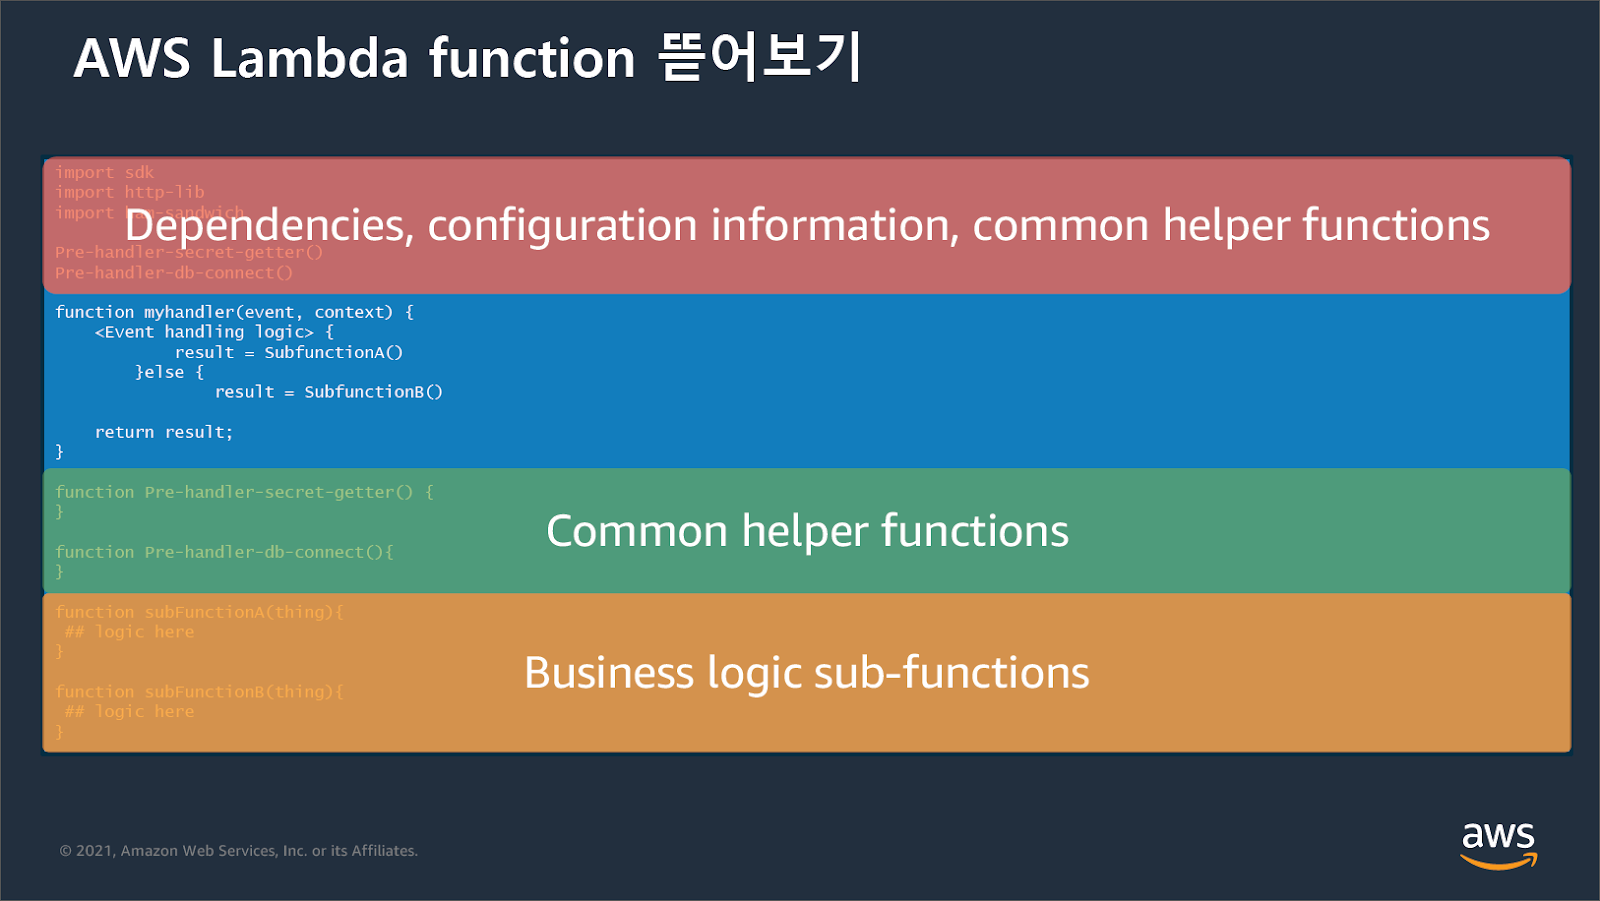 AWS Lambda function 뜯어보기
import sdk
import http-lib
import ham-sandwich
Dependencies, configuration information, common helper functions
Pre-handler-secret-getter()
Pre-handler-db-connect()
function myhandler(event, context) {
<Event handling logic> {
result = SubfunctionA()
}else {
result = SubfunctionB()
return result;
}
function Pre-handler-secret-getter() {
}
Common helper functions
function Pre-handler-db-connect(){
}
function subFunctionA(thing){
## logic here
}
Business logic sub-functions
function subFunctionB(thing){
## logic here
}
© 2021, Amazon Web Services, Inc. or its Affiliates.
aws